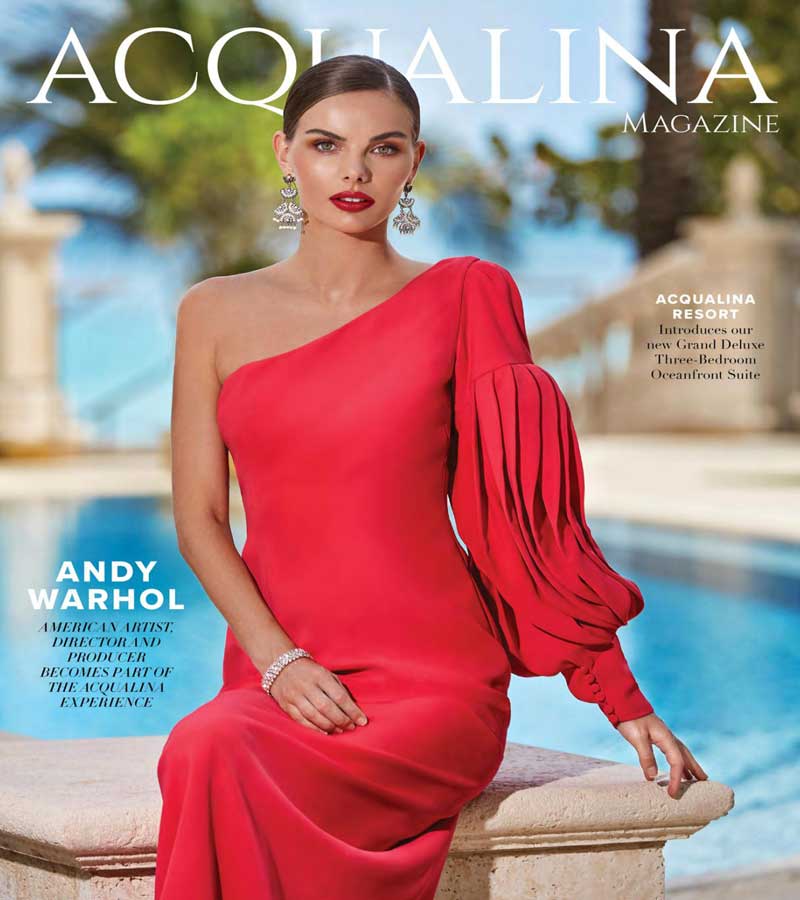 ACQUALINA
MAGAZINE
ACQUALINA
RESORT
Introduces our
new Grand Deluxe
Three-Bedroom
Oceanfront Suite
ANDY
WARHOL
AMERICAN ARTIST,
DIRECTOR AND
PRODUCER
BECOMES PART OF
THE ACQUALINA
EXPERIENCE